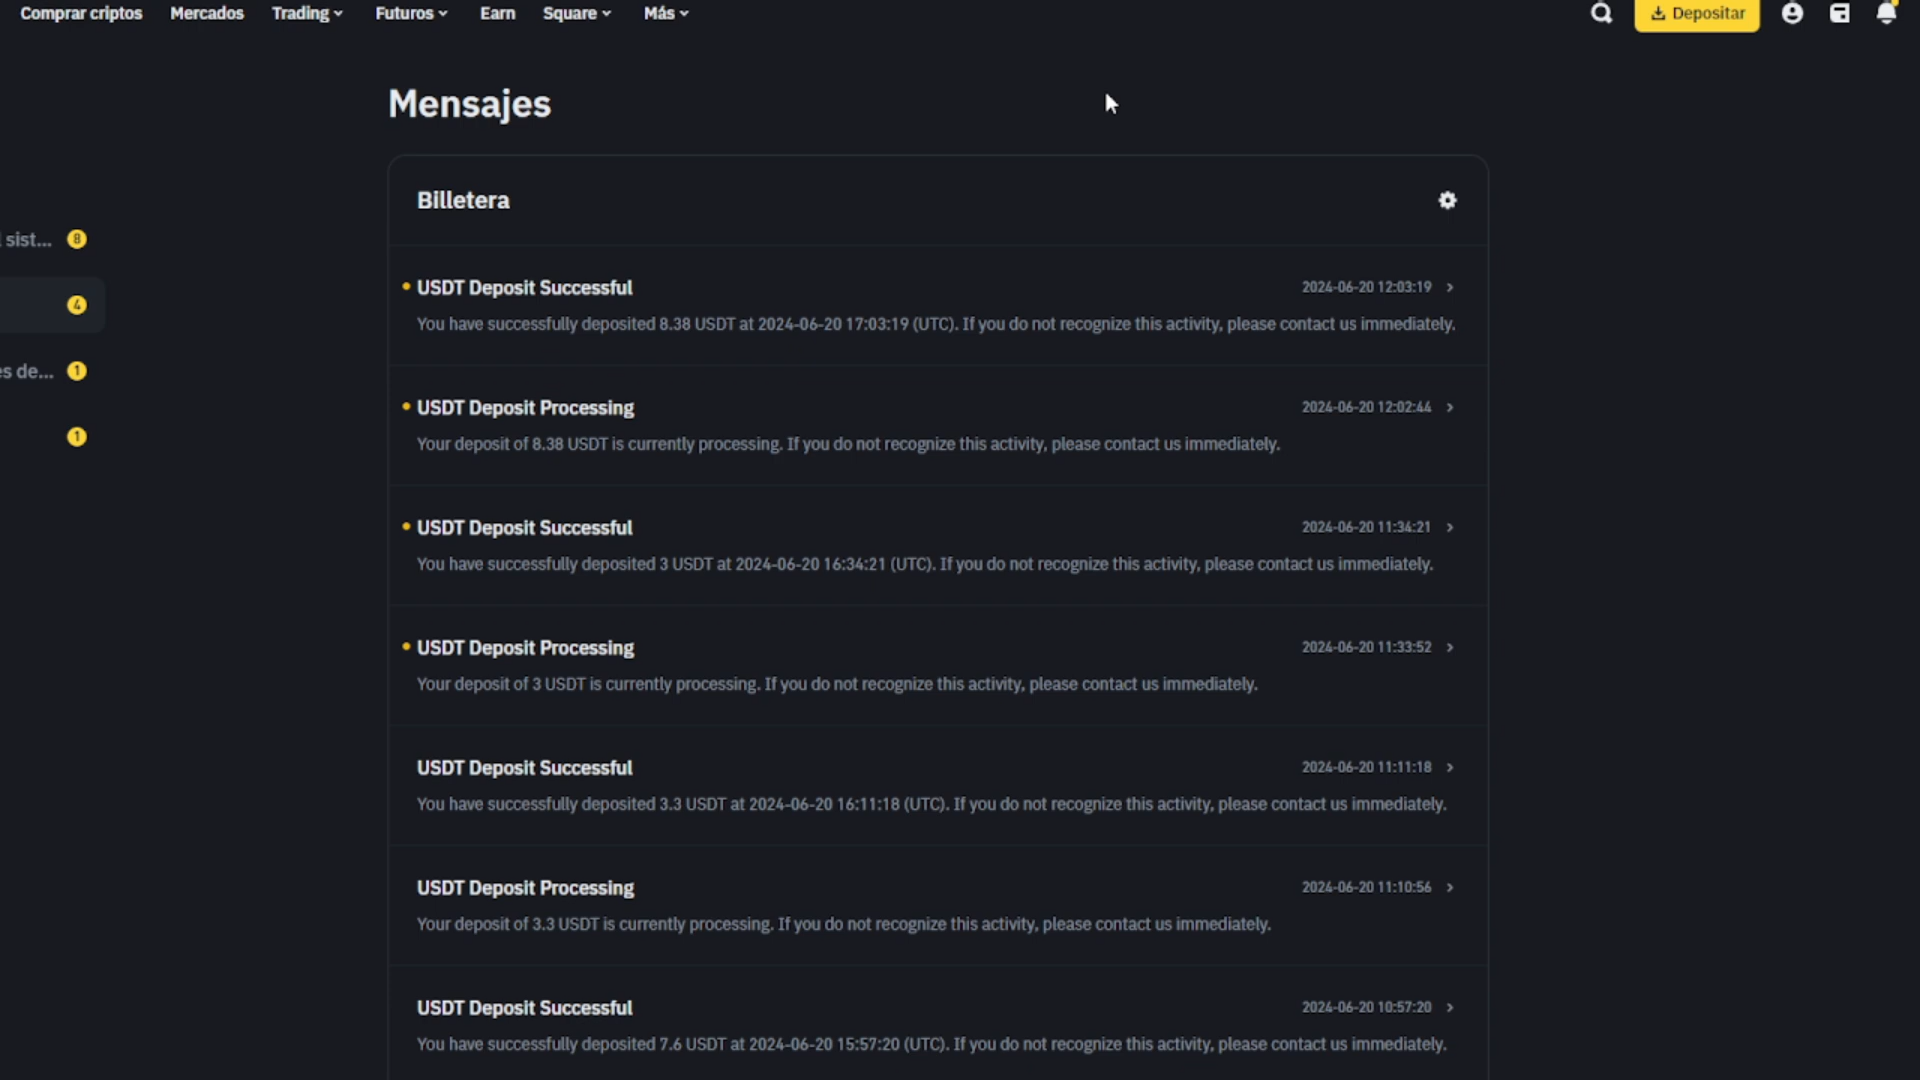 Comprar criptos Mercados Trading Futuros Earn Square Más Depositar
Mensajes
Billetera
sist... 8
4
es de... 1
1
USDT Deposit Successful 2024-06-20 12:03:19
You have successfully deposited 8.38 USDT at 2024-06-20 17:03:19 (UTC). If you do not recognize this activity, please contact us immediately.
USDT Deposit Processing 2024-06-20 12:02:44
Your deposit of 8.38 USDT is currently processing. If you do not recognize this activity, please contact us immediately.
USDT Deposit Successful 2024-06-20 11:34:21
You have successfully deposited 3 USDT at 2024-06-20 16:34:21 (UTC). If you do not recognize this activity, please contact us immediately.
USDT Deposit Processing 2024-06-20 11:33:52
Your deposit of 3 USDT is currently processing. If you do not recognize this activity, please contact us immediately.
USDT Deposit Successful 2024-06-20 11:11:18
You have successfully deposited 3.3 USDT at 2024-06-20 16:11:18 (UTC). If you do not recognize this activity, please contact us immediately.
USDT Deposit Processing 2024-06-20 11:10:56
Your deposit of 3.3 USDT is currently processing. If you do not recognize this activity, please contact us immediately.
USDT Deposit Successful 2024-06-20 10:57:20
You have successfully deposited 7.6 USDT at 2024-06-20 15:57:20 (UTC). If you do not recognize this activity, please contact us immediately.